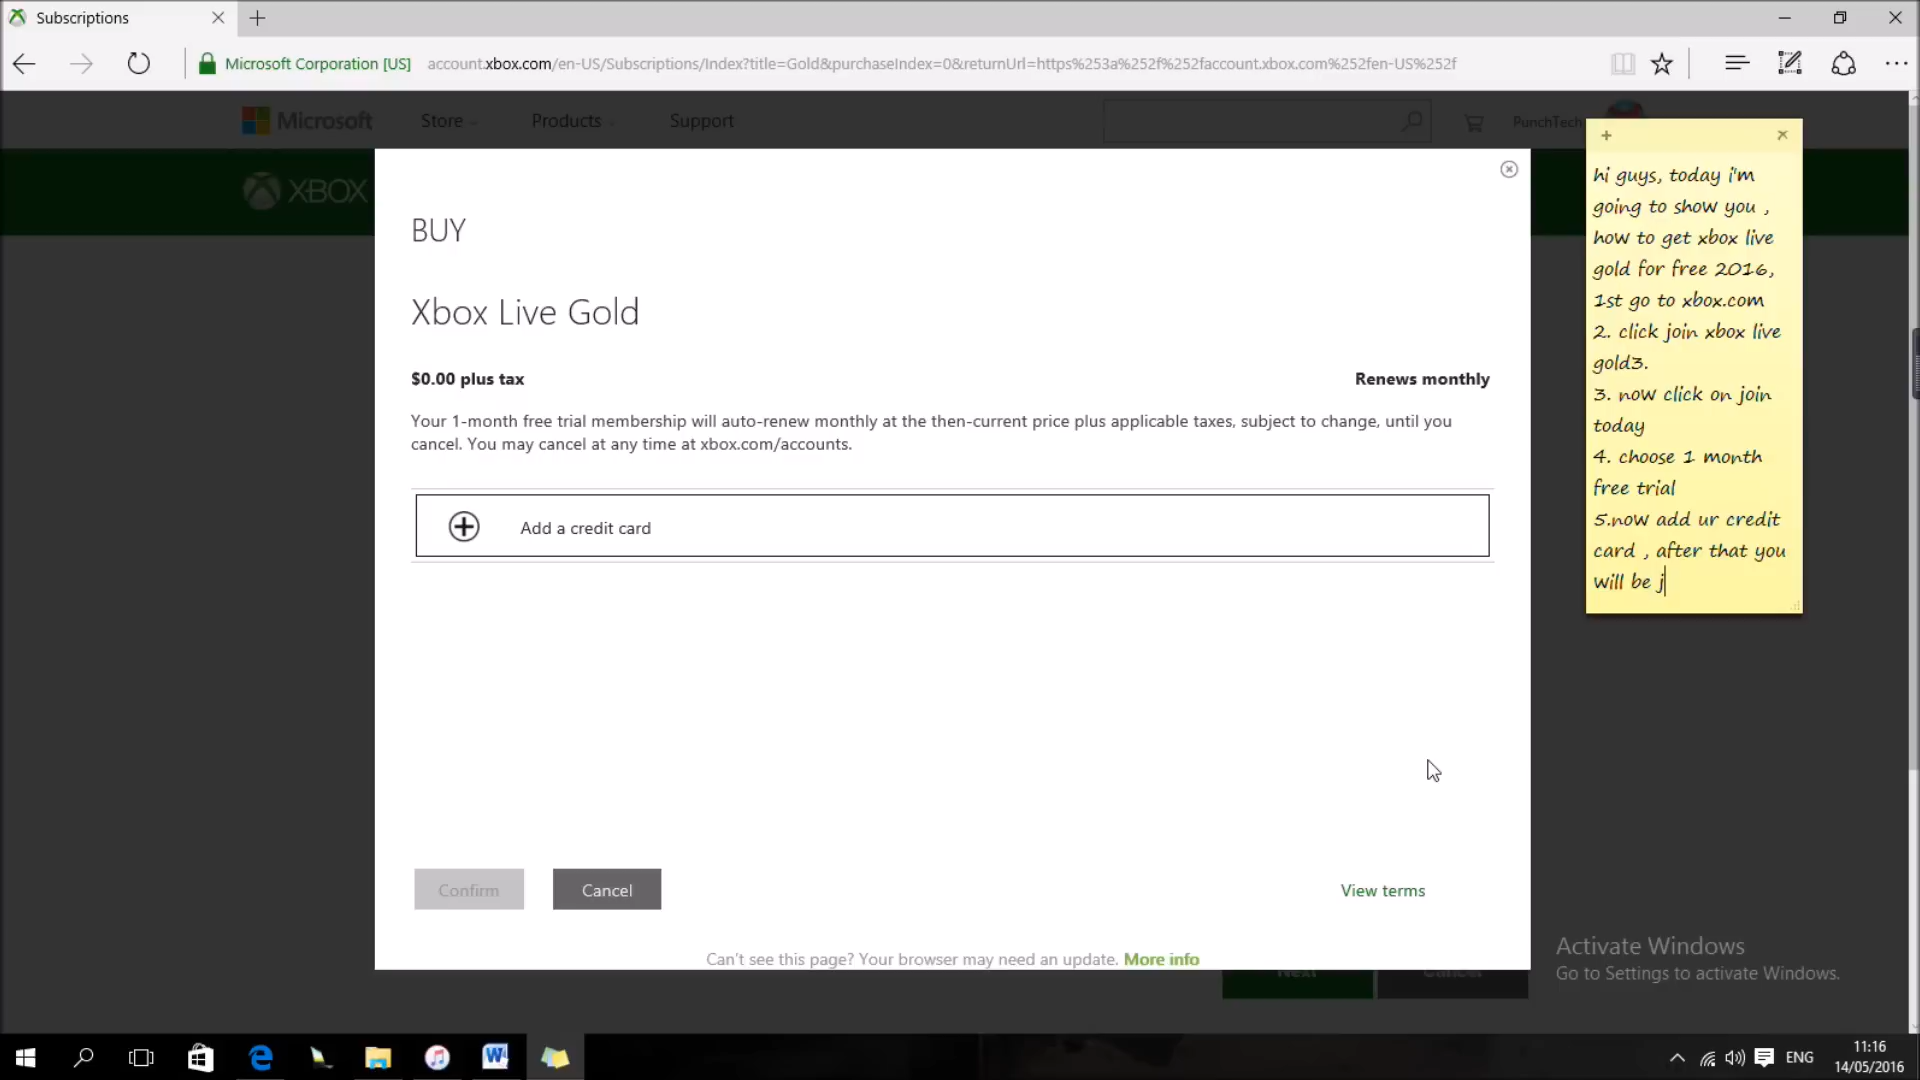 Subscriptions
Microsoft Corporation [US] account.xbox.com/en-US/Subscriptions/Index?title=Gold&purchaseIndex=0&returnUrl=https%253a%252f%252faccount.xbox.com%252fen-US%252f
Microsoft Store Products Support PunchTech
XBOX
BUY
Xbox Live Gold
$0.00 plus tax Renews monthly
Your 1-month free trial membership will auto-renew monthly at the then-current price plus applicable taxes, subject to change, until you
cancel. You may cancel at any time at xbox.com/accounts.
Add a credit card
Confirm Cancel View terms
Can't see this page? Your browser may need an update. More info
Next Cancel
hi guys, today i'm
going to show you ,
how to get xbox live
gold for free 2016,
1st go to xbox.com
2. click join xbox live
gold3.
3. now click on join
today
4. choose 1 month
free trial
5.now add ur credit
card , after that you
will be j
Activate Windows
Go to Settings to activate Windows.
ENG
11:16
14/05/2016